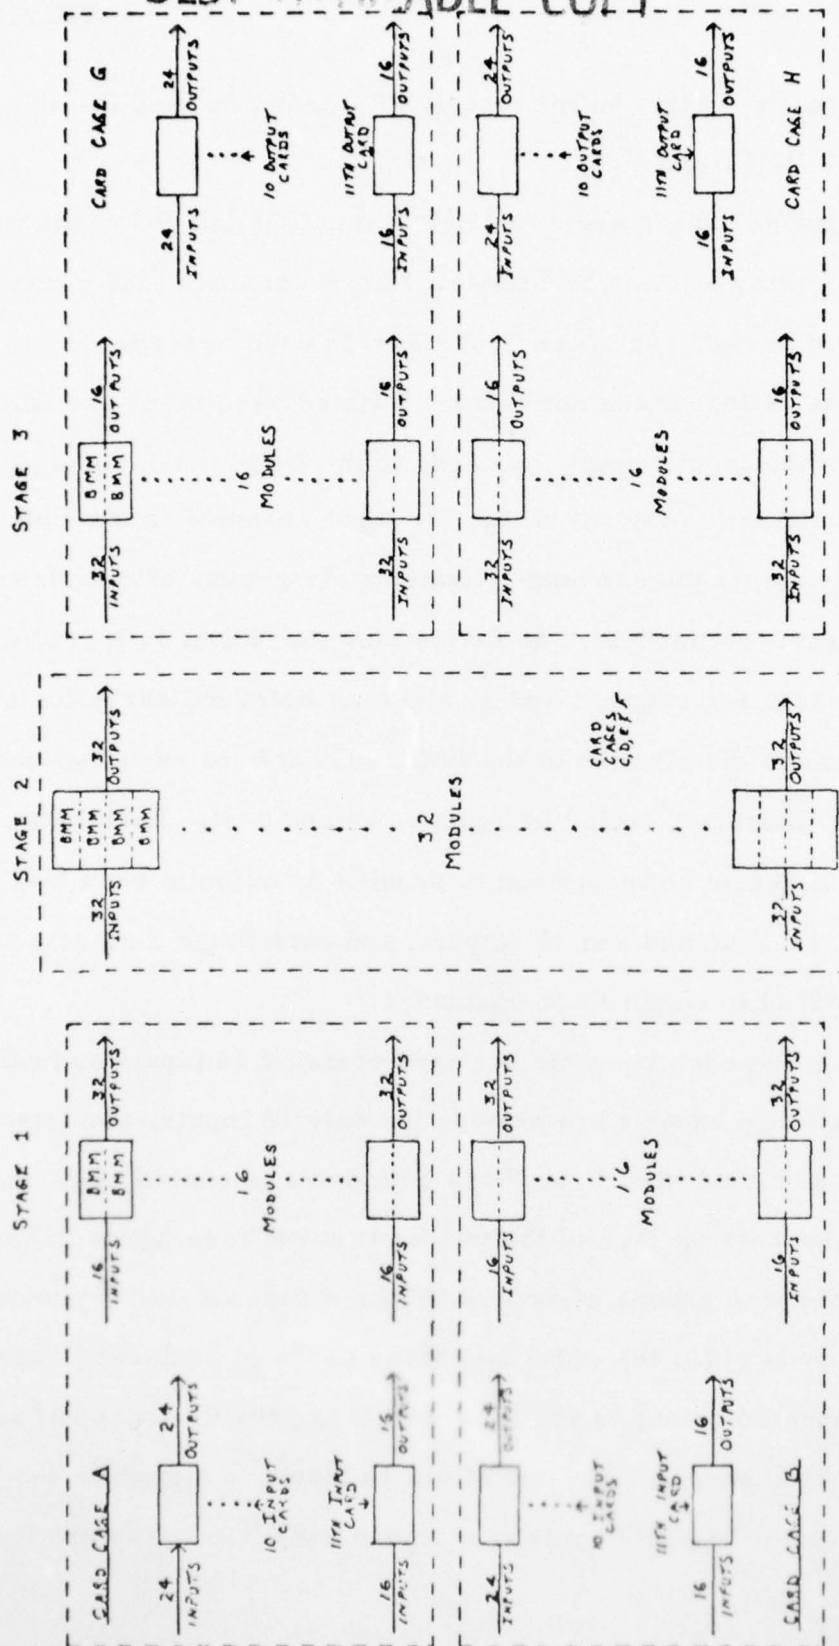 STAGE 1
CARD CAGE A
24
INPUTS
24
OUTPUTS
10 INPUT
CARDS
11TH INPUT
CARD
16
INPUTS
16
OUTPUTS
16
INPUTS
8MM
8MM
32
OUTPUTS
16
MODULES
16
INPUTS
32
OUTPUTS
24
INPUTS
24
OUTPUTS
10 INPUT
CARDS
11TH INPUT
CARD
16
INPUTS
16
OUTPUTS
CARD CAGE B
16
INPUTS
32
OUTPUTS
16
MODULES
16
INPUTS
32
OUTPUTS
STAGE 2
32
INPUTS
8MM
8MM
8MM
8MM
32
OUTPUTS
32
MODULES
CARD
CAGES
C,D,E & F
32
INPUTS
32
OUTPUTS
STAGE 3
32
INPUTS
8MM
8MM
16
OUTPUTS
16
MODULES
32
INPUTS
16
OUTPUTS
CARD CAGE G
24
INPUTS
24
OUTPUTS
10 OUTPUT
CARDS
11TH OUTPUT
CARD
16
INPUTS
16
OUTPUTS
32
INPUTS
16
OUTPUTS
16
MODULES
32
INPUTS
16
OUTPUTS
24
INPUTS
24
OUTPUTS
10 OUTPUT
CARDS
11TH OUTPUT
CARD
16
INPUTS
16
OUTPUTS
CARD CAGE H
COPY